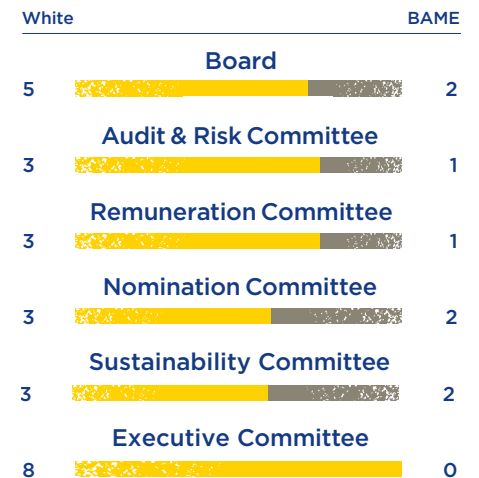 White BAME
Board
5 2
Audit & Risk Committee
3 1
Remuneration Committee
3 1
Nomination Committee
3 2
Sustainability Committee
3 2
Executive Committee
8 0